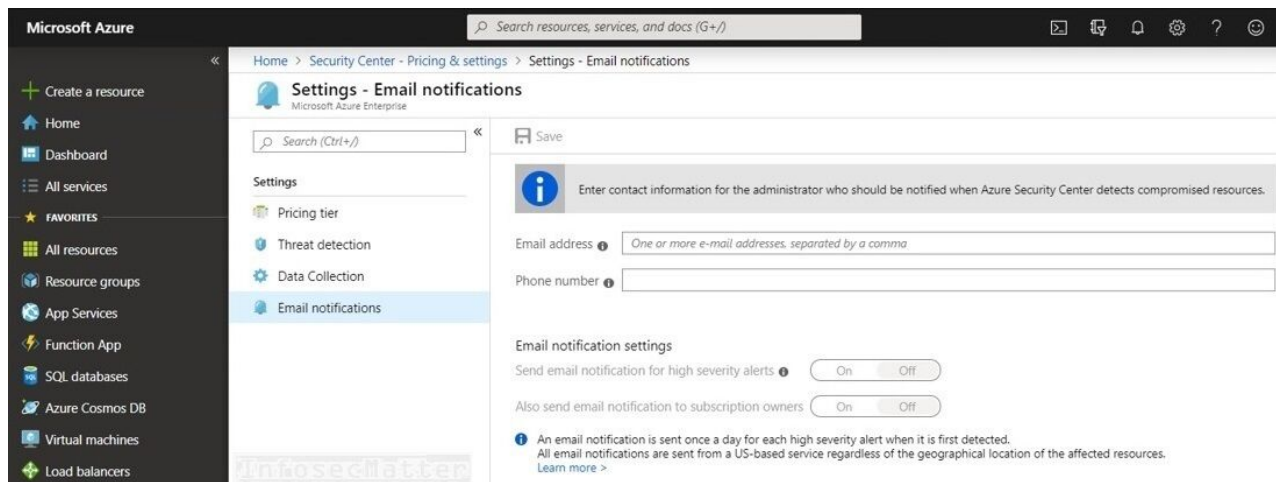 Microsoft Azure
Search resources, services, and docs (G+/)
Create a resource
Home
Dashboard
All services
FAVORITES
All resources
Resource groups
App Services
Function App
SQL databases
Azure Cosmos DB
Virtual machines
Load balancers
Home > Security Center - Pricing & settings > Settings - Email notifications
Settings - Email notifications
Microsoft Azure Enterprise
Search (Ctrl+/)
Settings
Pricing tier
Threat detection
Data Collection
Email notifications
Save
Enter contact information for the administrator who should be notified when Azure Security Center detects compromised resources.
Email address
One or more e-mail addresses, separated by a comma
Phone number
Email notification settings
Send email notification for high severity alerts On Off
Also send email notification to subscription owners On Off
An email notification is sent once a day for each high severity alert when it is first detected.
All email notifications are sent from a US-based service regardless of the geographical location of the affected resources.
Learn more >
InfosecMatter